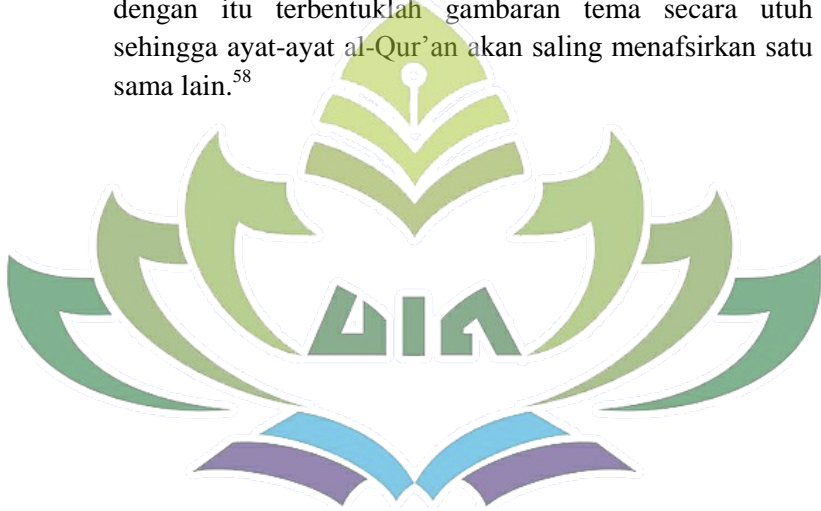 dengan itu terbentuklah gambaran tema secara utuh
sehingga ayat-ayat al-Qur’an akan saling menafsirkan satu
sama lain.58
UIN